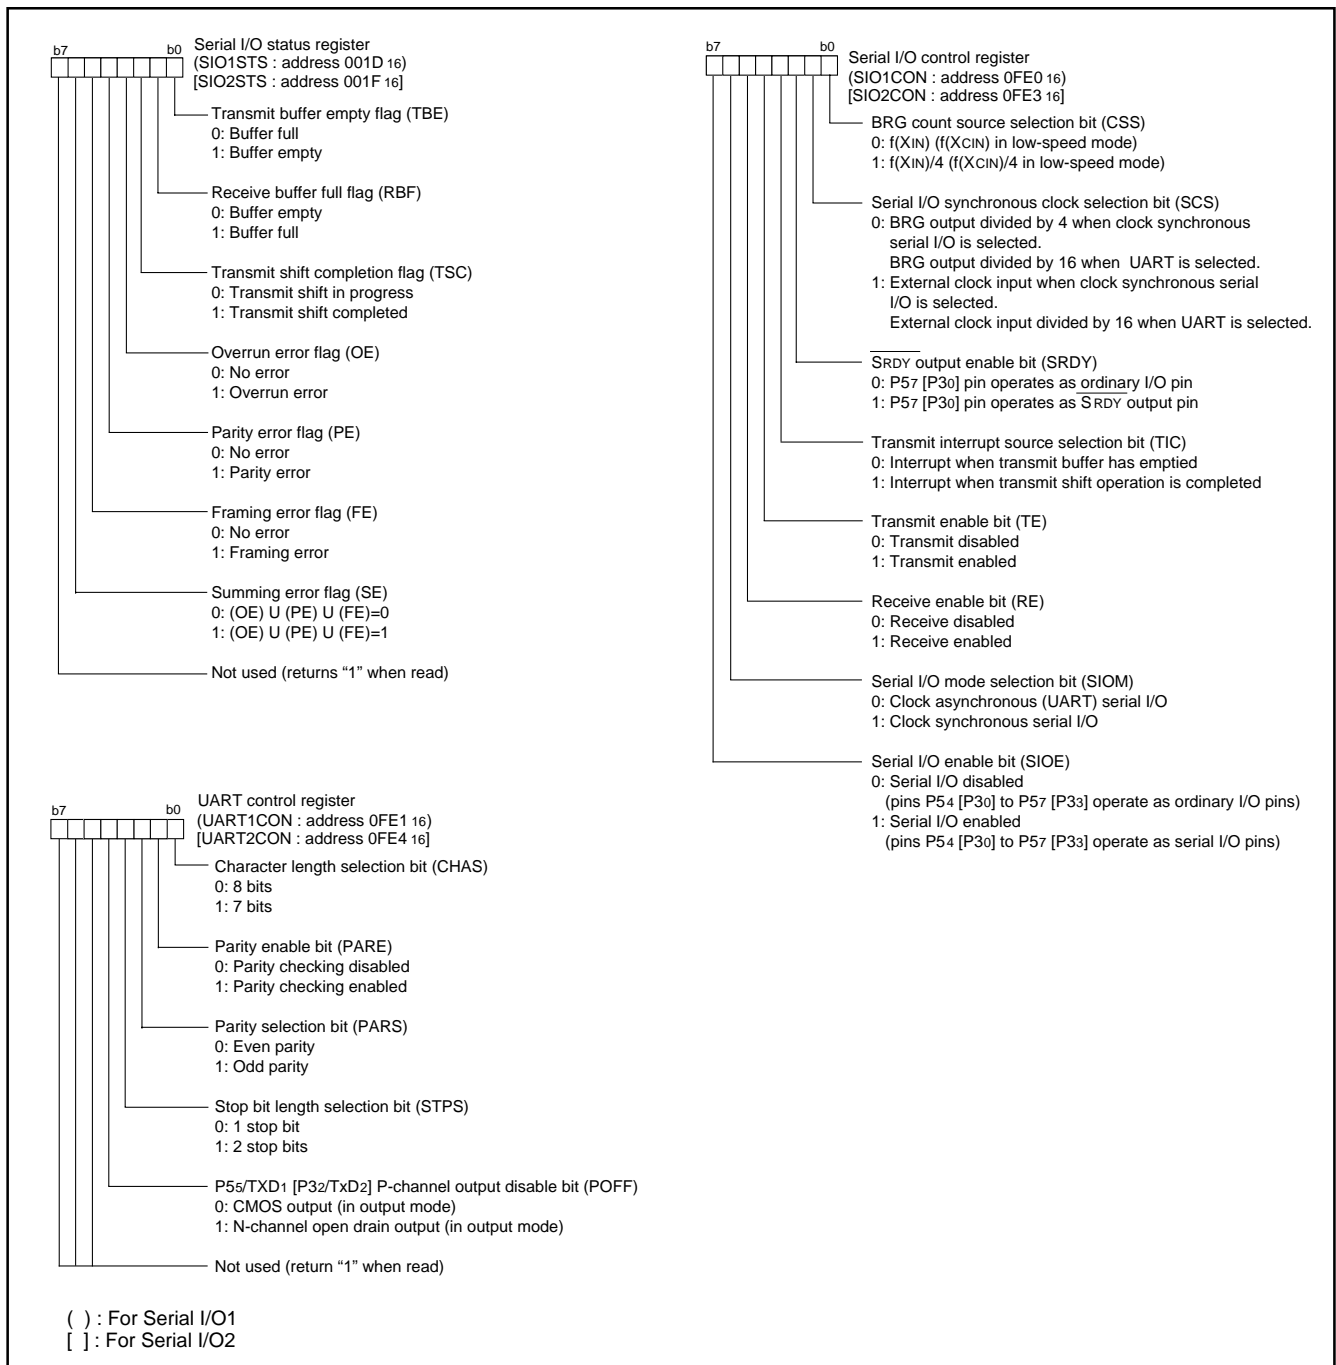 b7 b0
Serial I/O status register
(SIO1STS : address 001D 16)
[SIO2STS : address 001F 16]
Transmit buffer empty flag (TBE)
0: Buffer full
1: Buffer empty
Receive buffer full flag (RBF)
0: Buffer empty
1: Buffer full
Transmit shift completion flag (TSC)
0: Transmit shift in progress
1: Transmit shift completed
Overrun error flag (OE)
0: No error
1: Overrun error
Parity error flag (PE)
0: No error
1: Parity error
Framing error flag (FE)
0: No error
1: Framing error
Summing error flag (SE)
0: (OE) U (PE) U (FE)=0
1: (OE) U (PE) U (FE)=1
Not used (returns “1” when read)
b7 b0
UART control register
(UART1CON : address 0FE1 16)
[UART2CON : address 0FE4 16]
Character length selection bit (CHAS)
0: 8 bits
1: 7 bits
Parity enable bit (PARE)
0: Parity checking disabled
1: Parity checking enabled
Parity selection bit (PARS)
0: Even parity
1: Odd parity
Stop bit length selection bit (STPS)
0: 1 stop bit
1: 2 stop bits
P55/TXD1 [P32/TxD2] P-channel output disable bit (POFF)
0: CMOS output (in output mode)
1: N-channel open drain output (in output mode)
Not used (return “1” when read)
( ) : For Serial I/O1
[ ] : For Serial I/O2
b7 b0
Serial I/O control register
(SIO1CON : address 0FE0 16)
[SIO2CON : address 0FE3 16]
BRG count source selection bit (CSS)
0: f(XIN) (f(XCIN) in low-speed mode)
1: f(XIN)/4 (f(XCIN)/4 in low-speed mode)
Serial I/O synchronous clock selection bit (SCS)
0: BRG output divided by 4 when clock synchronous
serial I/O is selected.
BRG output divided by 16 when UART is selected.
1: External clock input when clock synchronous serial
I/O is selected.
External clock input divided by 16 when UART is selected.
SRDY output enable bit (SRDY)
0: P57 [P30] pin operates as ordinary I/O pin
1: P57 [P30] pin operates as SRDY output pin
Transmit interrupt source selection bit (TIC)
0: Interrupt when transmit buffer has emptied
1: Interrupt when transmit shift operation is completed
Transmit enable bit (TE)
0: Transmit disabled
1: Transmit enabled
Receive enable bit (RE)
0: Receive disabled
1: Receive enabled
Serial I/O mode selection bit (SIOM)
0: Clock asynchronous (UART) serial I/O
1: Clock synchronous serial I/O
Serial I/O enable bit (SIOE)
0: Serial I/O disabled
(pins P54 [P30] to P57 [P33] operate as ordinary I/O pins)
1: Serial I/O enabled
(pins P54 [P30] to P57 [P33] operate as serial I/O pins)